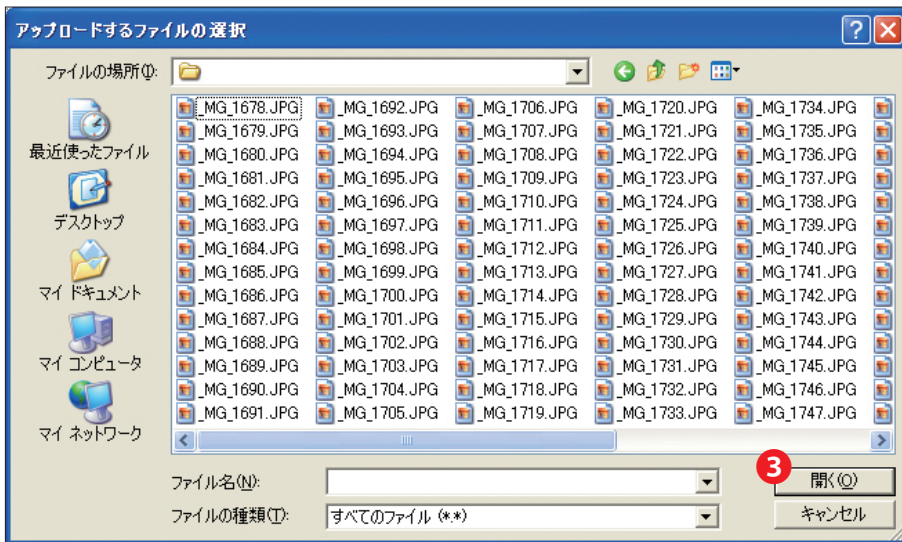 アップロードするファイルの選択
ファイルの場所(I):
最近使ったファイル
デスクトップ
マイ ドキュメント
マイ コンピュータ
マイ ネットワーク
_MG_1678.JPG _MG_1692.JPG _MG_1706.JPG _MG_1720.JPG _MG_1734.JPG
_MG_1679.JPG _MG_1693.JPG _MG_1707.JPG _MG_1721.JPG _MG_1735.JPG
_MG_1680.JPG _MG_1694.JPG _MG_1708.JPG _MG_1722.JPG _MG_1736.JPG
_MG_1681.JPG _MG_1695.JPG _MG_1709.JPG _MG_1723.JPG _MG_1737.JPG
_MG_1682.JPG _MG_1696.JPG _MG_1710.JPG _MG_1724.JPG _MG_1738.JPG
_MG_1683.JPG _MG_1697.JPG _MG_1711.JPG _MG_1725.JPG _MG_1739.JPG
_MG_1684.JPG _MG_1698.JPG _MG_1712.JPG _MG_1726.JPG _MG_1740.JPG
_MG_1685.JPG _MG_1699.JPG _MG_1713.JPG _MG_1727.JPG _MG_1741.JPG
_MG_1686.JPG _MG_1700.JPG _MG_1714.JPG _MG_1728.JPG _MG_1742.JPG
_MG_1687.JPG _MG_1701.JPG _MG_1715.JPG _MG_1729.JPG _MG_1743.JPG
_MG_1688.JPG _MG_1702.JPG _MG_1716.JPG _MG_1730.JPG _MG_1744.JPG
_MG_1689.JPG _MG_1703.JPG _MG_1717.JPG _MG_1731.JPG _MG_1745.JPG
_MG_1690.JPG _MG_1704.JPG _MG_1718.JPG _MG_1732.JPG _MG_1746.JPG
_MG_1691.JPG _MG_1705.JPG _MG_1719.JPG _MG_1733.JPG _MG_1747.JPG
ファイル名(N):
3 開く(O)
ファイルの種類(T): すべてのファイル (*.*)
キャンセル